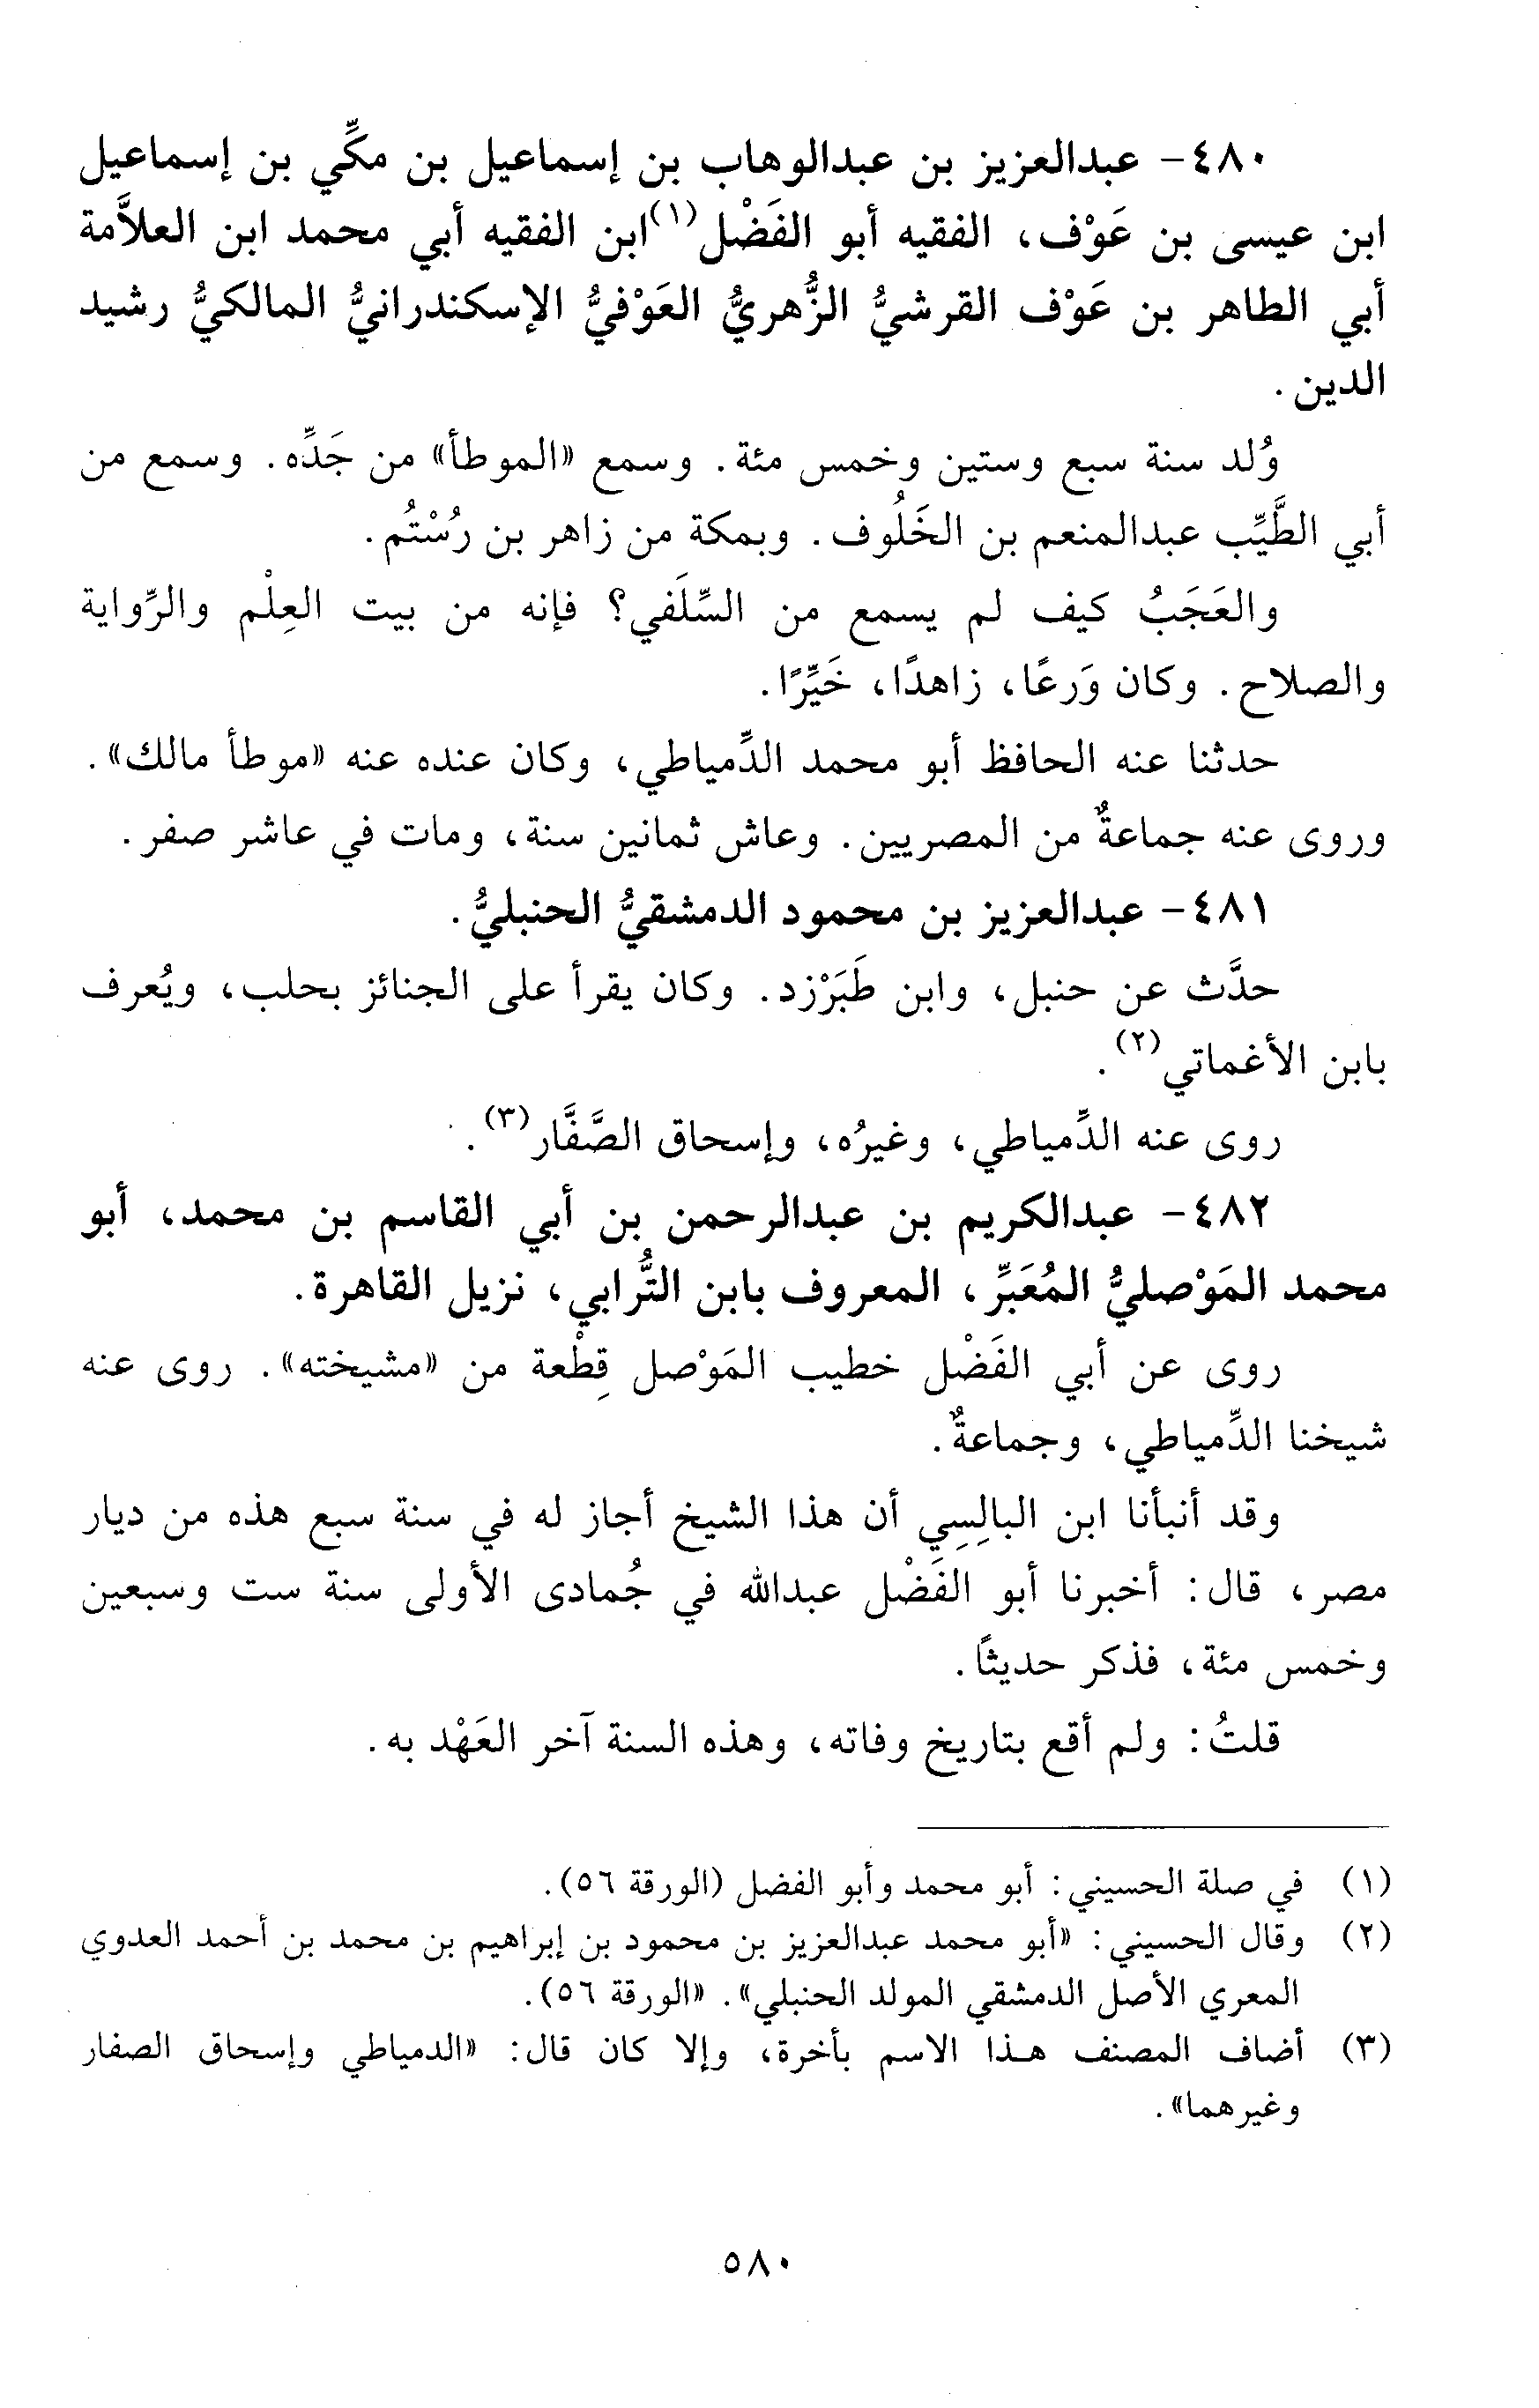 ٤٨٠- عبدالعزيز بن عبدالوهاب بن إسماعيل بن مكِّي بن إسماعيل
ابن عيسى بن عَوْف، الفقيه أبو الفَضْل(١) ابن الفقيه أبي محمد ابن العلاَّمة
أبي الطاهر بن عَوْف القرشيُّ الزُّهريُّ العَوْفيُّ الإسكندرانيُّ المالكيُّ رشيد
الدين.
وُلد سنة سبع وستين وخمس مئة. وسمع «الموطأ» من جَدِّه. وسمع من
أبي الطَّيِّب عبدالمنعم بن الخَلُوف. وبمكة من زاهر بن رُسْتُم.
والعَجَبُ كيف لم يسمع من السِّلَفي؟ فإنه من بيت العِلْم والرِّواية
والصلاح. وكان وَرعًا، زاهدًا، خَيِّرًا.
حدثنا عنه الحافظ أبو محمد الدِّمياطي، وكان عنده عنه «موطأ مالك».
وروى عنه جماعةٌ من المصريين. وعاش ثمانين سنة، ومات في عاشر صفر.
٤٨١- عبدالعزيز بن محمود الدمشقيُّ الحنبليُّ.
حدَّث عن حنبل، وابن طَبَرْزد. وكان يقرأ على الجنائز بحلب، ويُعرف
بابن الأغماتي(٢).
روى عنه الدِّمياطي، وغيرُه، وإسحاق الصَّفَّار(٣).
٤٨٢- عبدالكريم بن عبدالرحمن بن أبي القاسم بن محمد، أبو
محمد المَوْصليُّ المُعَبِّر، المعروف بابن التُّرابي، نزيل القاهرة.
روى عن أبي الفَضْل خطيب المَوْصل قِطْعة من «مشيخته». روى عنه
شيخنا الدِّمياطي، وجماعةٌ.
وقد أنبأنا ابن البالِسِي أن هذا الشيخ أجاز له في سنة سبع هذه من ديار
مصر، قال: أخبرنا أبو الفَضْل عبدالله في جُمادى الأولى سنة ست وسبعين
وخمس مئة، فذكر حديثًا.
قلتُ: ولم أقع بتاريخ وفاته، وهذه السنة آخر العَهْد به.
(١) في صلة الحسيني: أبو محمد وأبو الفضل (الورقة ٥٦).
(٢) وقال الحسيني: «أبو محمد عبدالعزيز بن محمود بن إبراهيم بن محمد بن أحمد العدوي
المعري الأصل الدمشقي المولد الحنبلي». «الورقة ٥٦).
(٣) أضاف المصنف هذا الاسم بأخرة، وإلا كان قال: «الدمياطي وإسحاق الصفار
وغيرهما».
٥٨٠